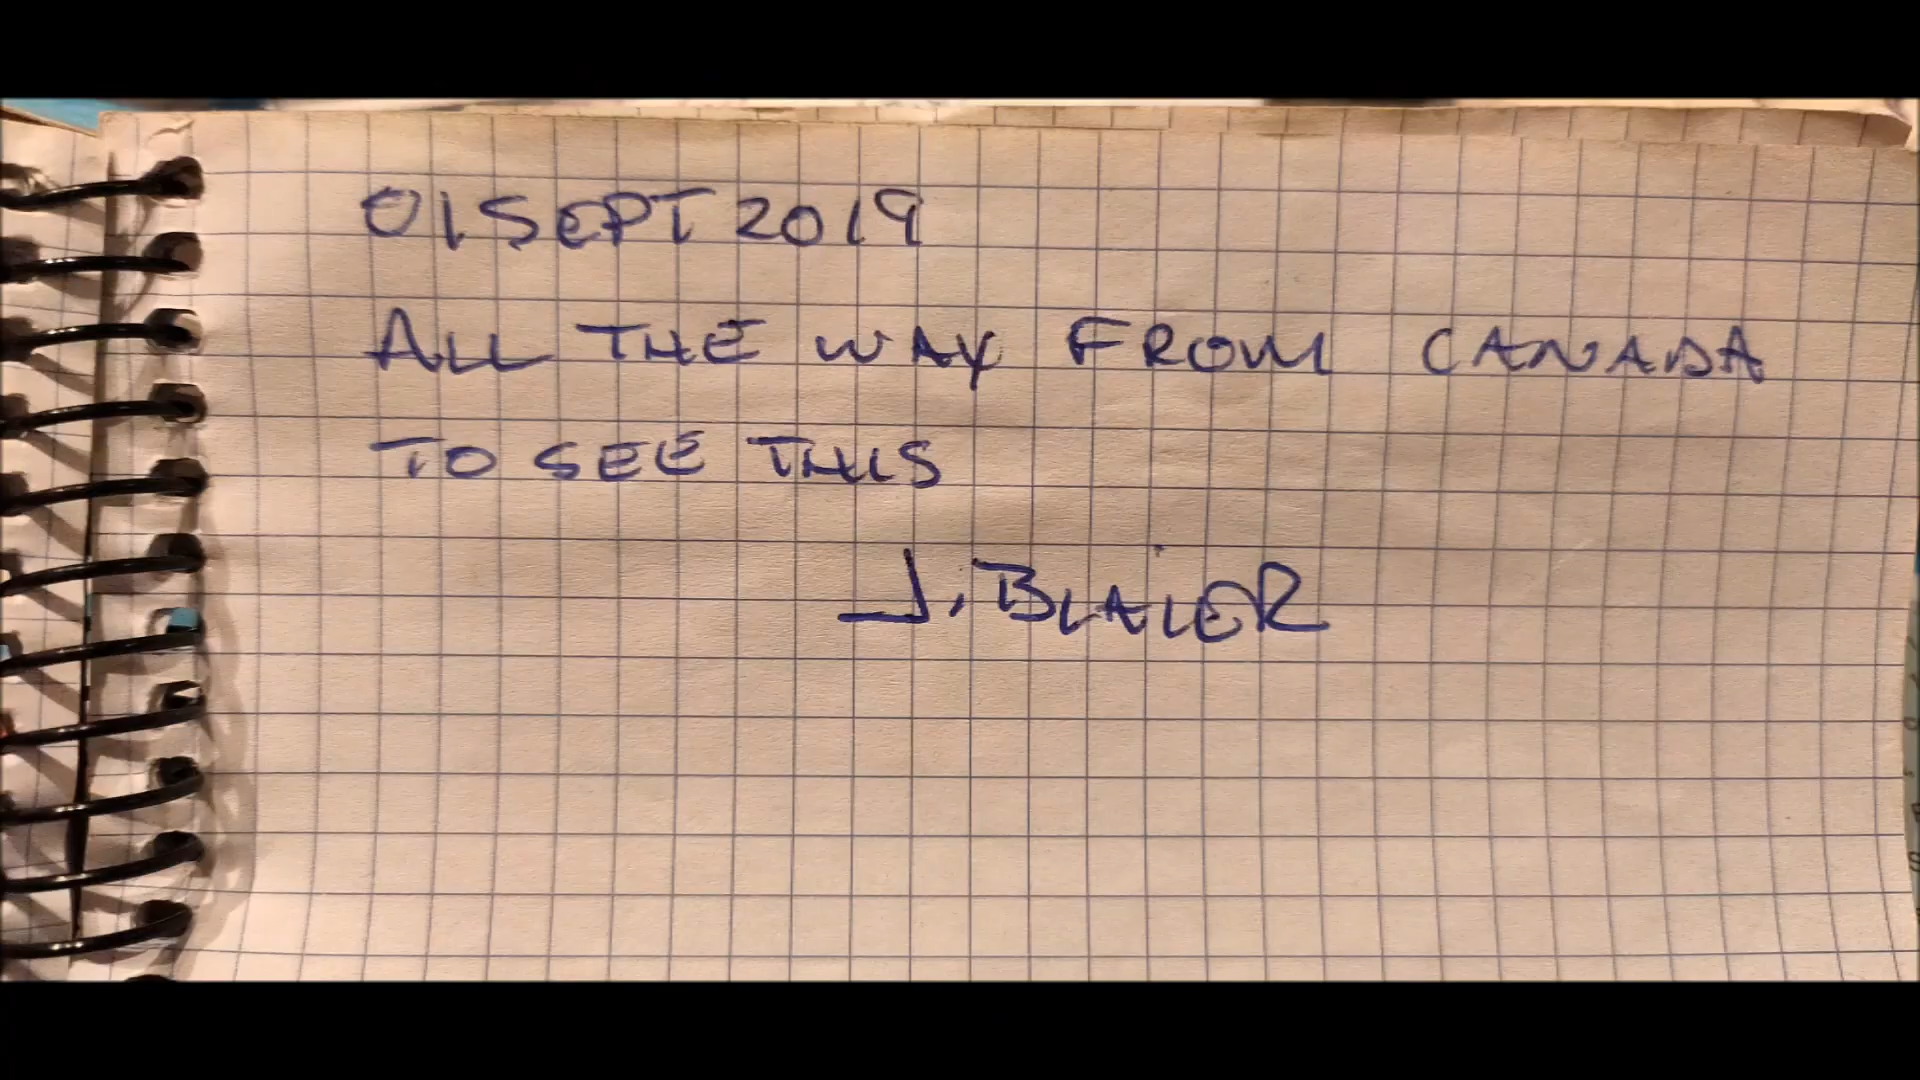 01 SEPT 2019
ALL THE WAY FROM CANADA
TO SEE THIS
J. BLAIER